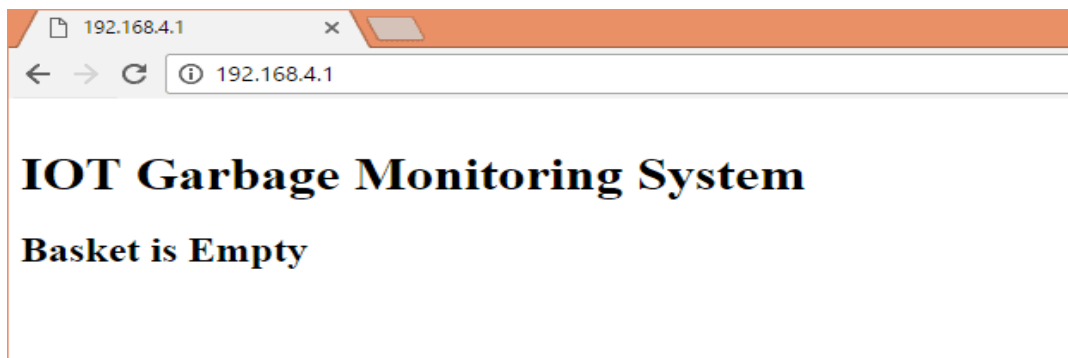 192.168.4.1
192.168.4.1
IOT Garbage Monitoring System
Basket is Empty